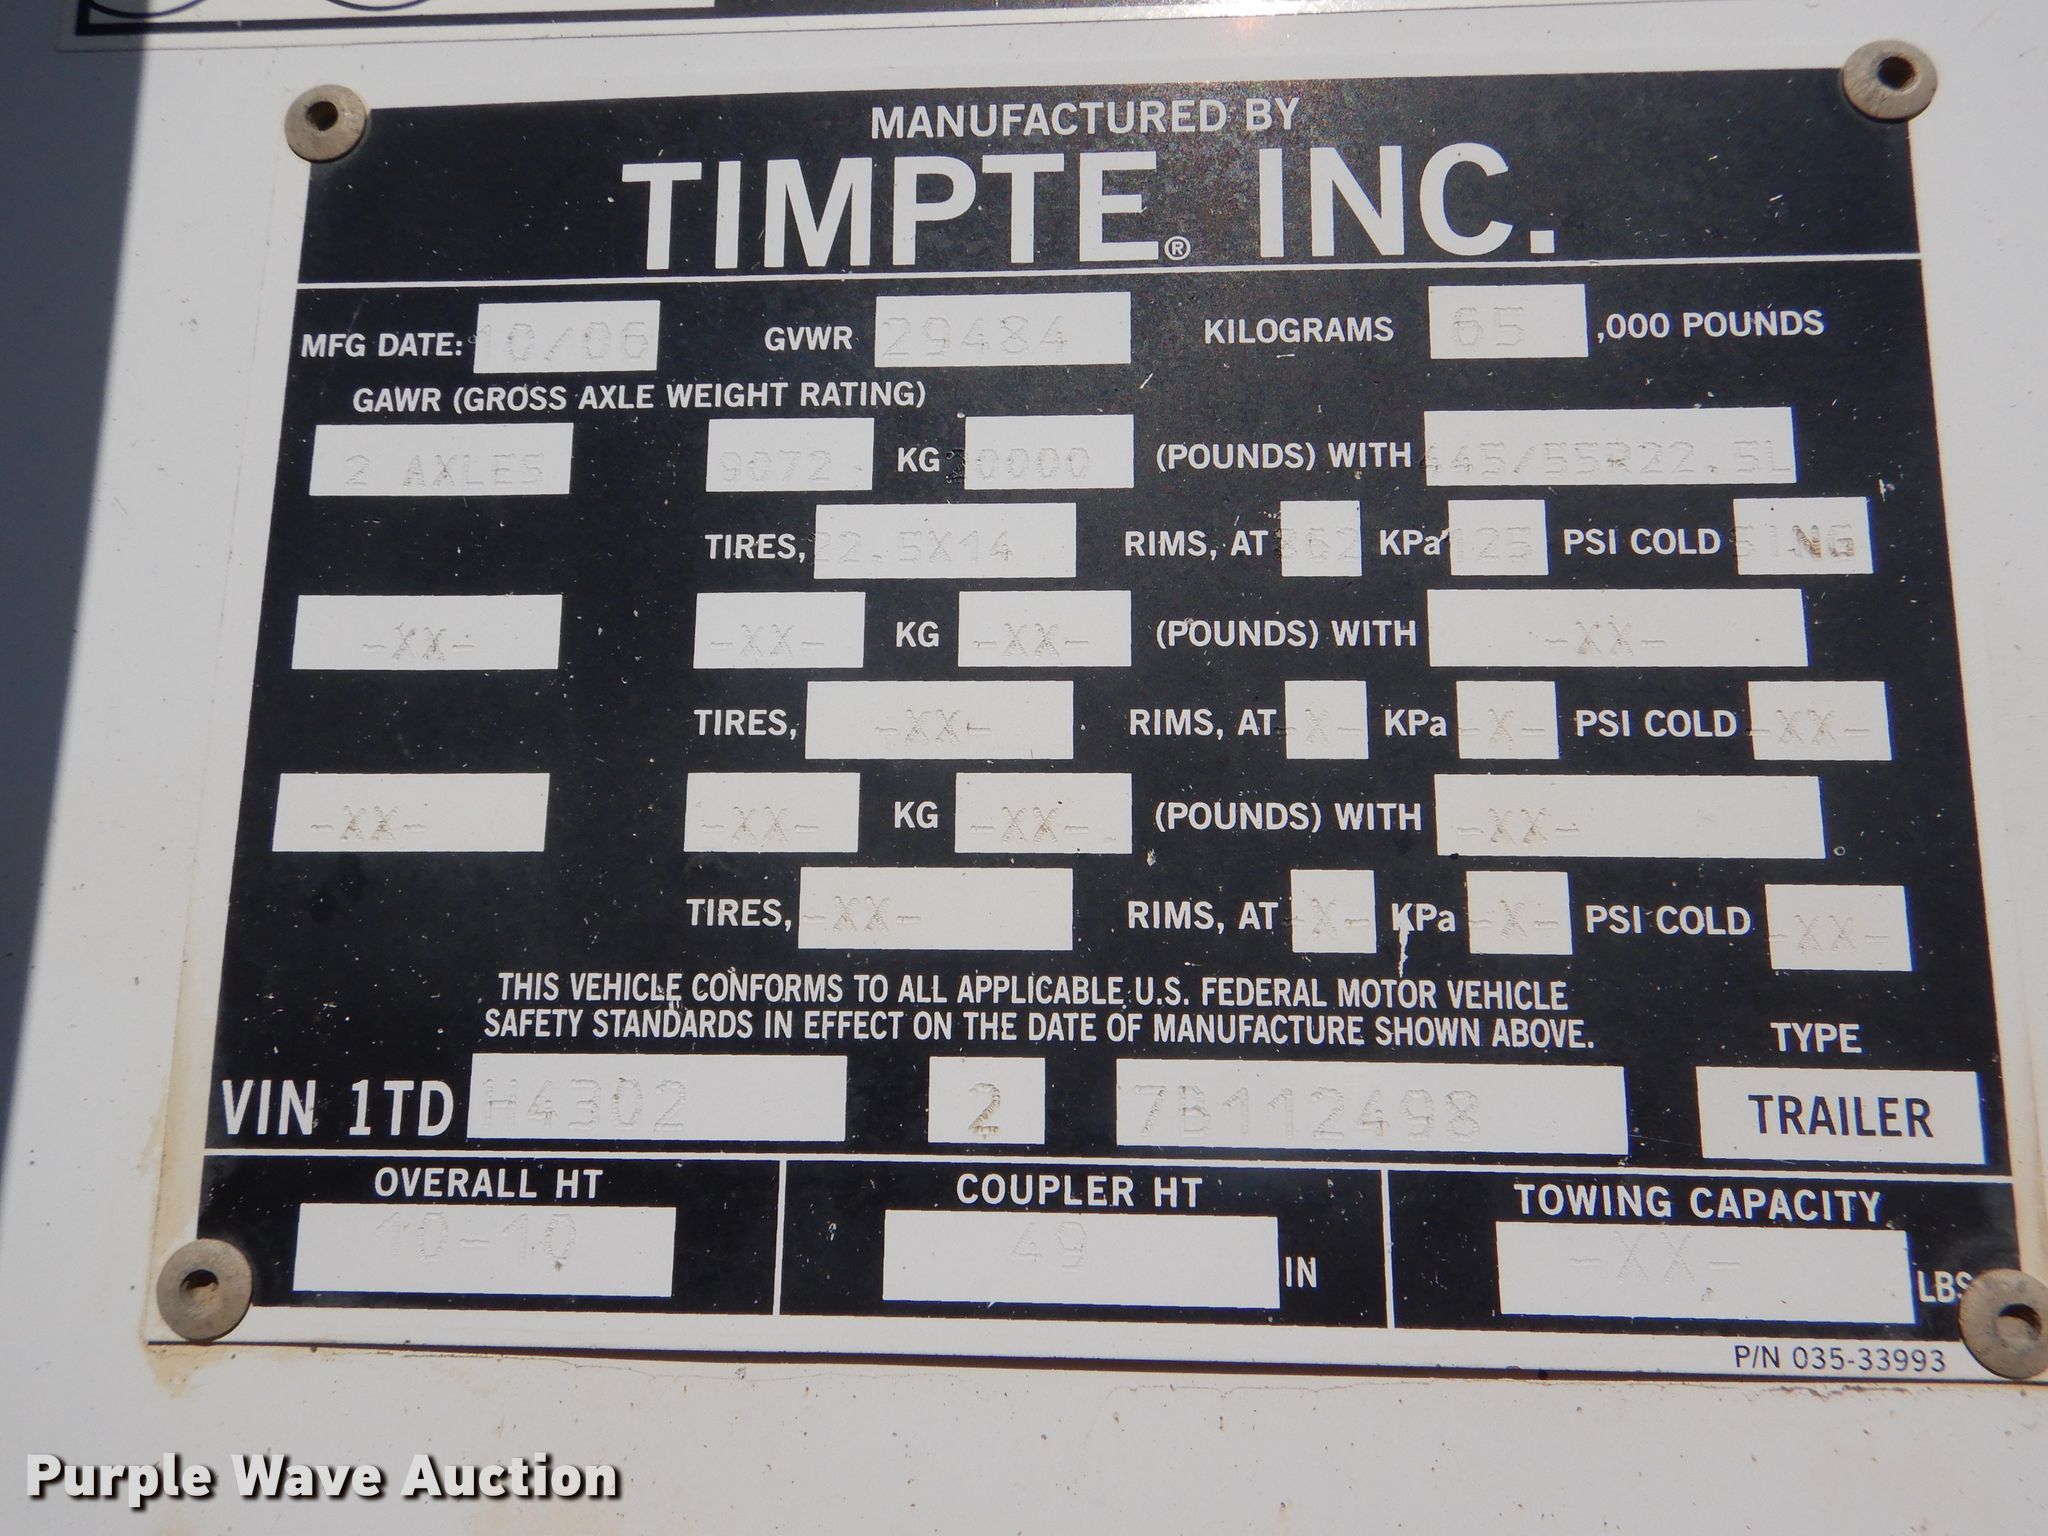 MANUFACTURED BY
TIMPTE® INC.
MFG DATE: 10/06 GVWR 29484 KILOGRAMS 65 ,000 POUNDS
GAWR (GROSS AXLE WEIGHT RATING)
2 AXLES 9072 KG 20000 (POUNDS) WITH 445/55R22.5L
TIRES, 22.5X14 RIMS, AT 862 KPa 125 PSI COLD SING
-XX- -XX- KG -XX- (POUNDS) WITH -XX-
TIRES, -XX- RIMS, AT -X- KPa -X- PSI COLD -XX-
-XX- -XX- KG -XX- (POUNDS) WITH -XX-
TIRES, -XX- RIMS, AT -X- KPa -X- PSI COLD -XX-
THIS VEHICLE CONFORMS TO ALL APPLICABLE U.S. FEDERAL MOTOR VEHICLE
SAFETY STANDARDS IN EFFECT ON THE DATE OF MANUFACTURE SHOWN ABOVE.
TYPE
VIN 1TD H4302 2 7B112498 TRAILER
OVERALL HT COUPLER HT TOWING CAPACITY
10-10 49 IN -XX- LBS
P/N 035-33993
Purple Wave Auction